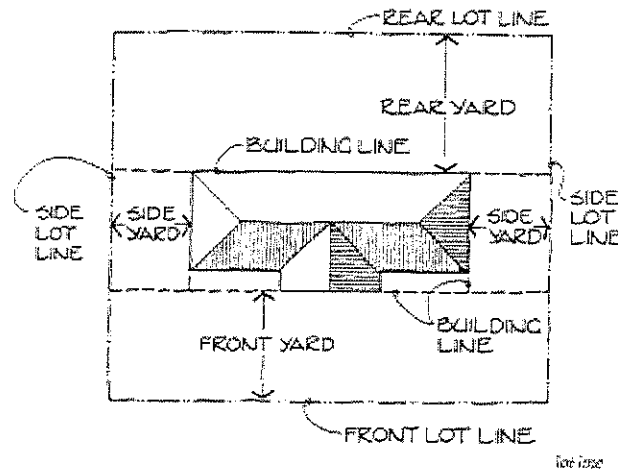 REAR LOT LINE
REAR YARD
BUILDING LINE
SIDE
LOT
LINE
SIDE
YARD
SIDE
YARD
SIDE
LOT
LINE
BUILDING
LINE
FRONT YARD
FRONT LOT LINE